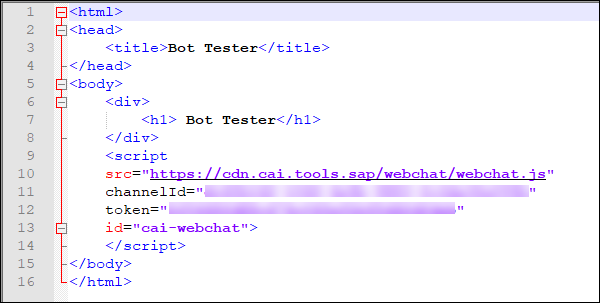 1 <html>
2 <head>
3 <title>Bot Tester</title>
4 </head>
5 <body>
6 <div>
7 <h1> Bot Tester</h1>
8 </div>
9 <script
10 src="https://cdn.cai.tools.sap/webchat/webchat.js"
11 channelId=""
12 token=""
13 id="cai-webchat">
14 </script>
15 </body>
16 </html>